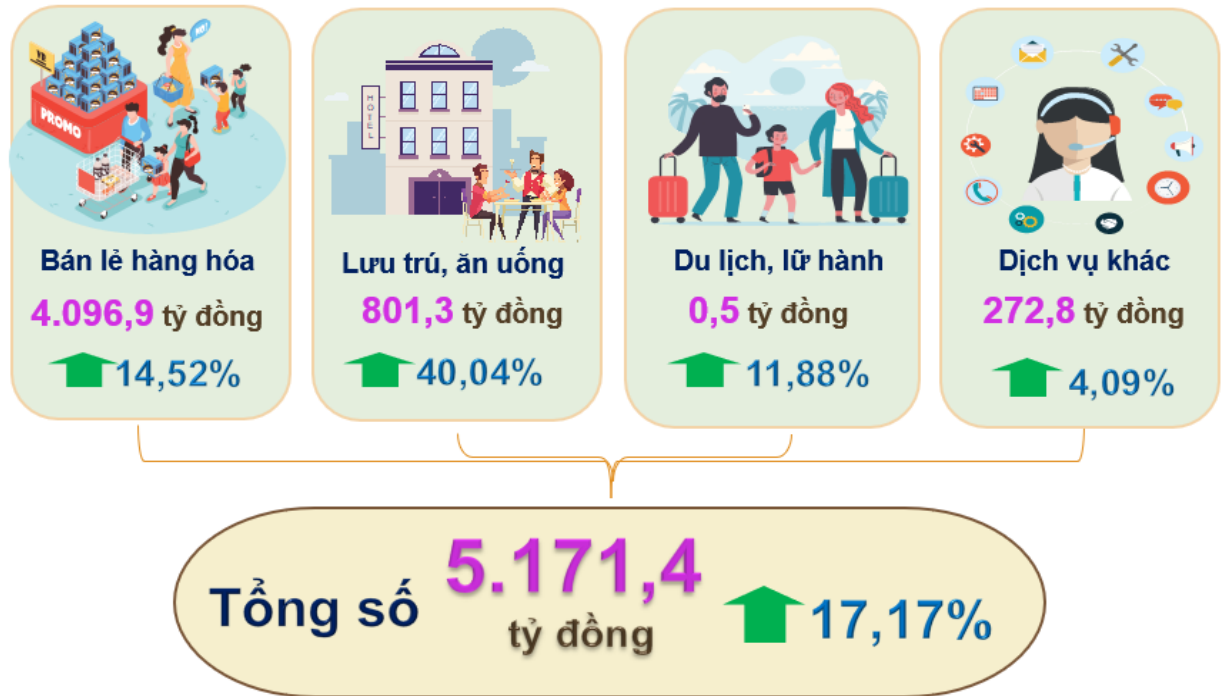 PROMO
HOTEL
Bán lẻ hàng hóa
4.096,9 tỷ đồng
14,52%
Lưu trú, ăn uống
801,3 tỷ đồng
40,04%
Du lịch, lữ hành
0,5 tỷ đồng
11,88%
Dịch vụ khác
272,8 tỷ đồng
4,09%
Tổng số
5.171,4
tỷ đồng
17,17%